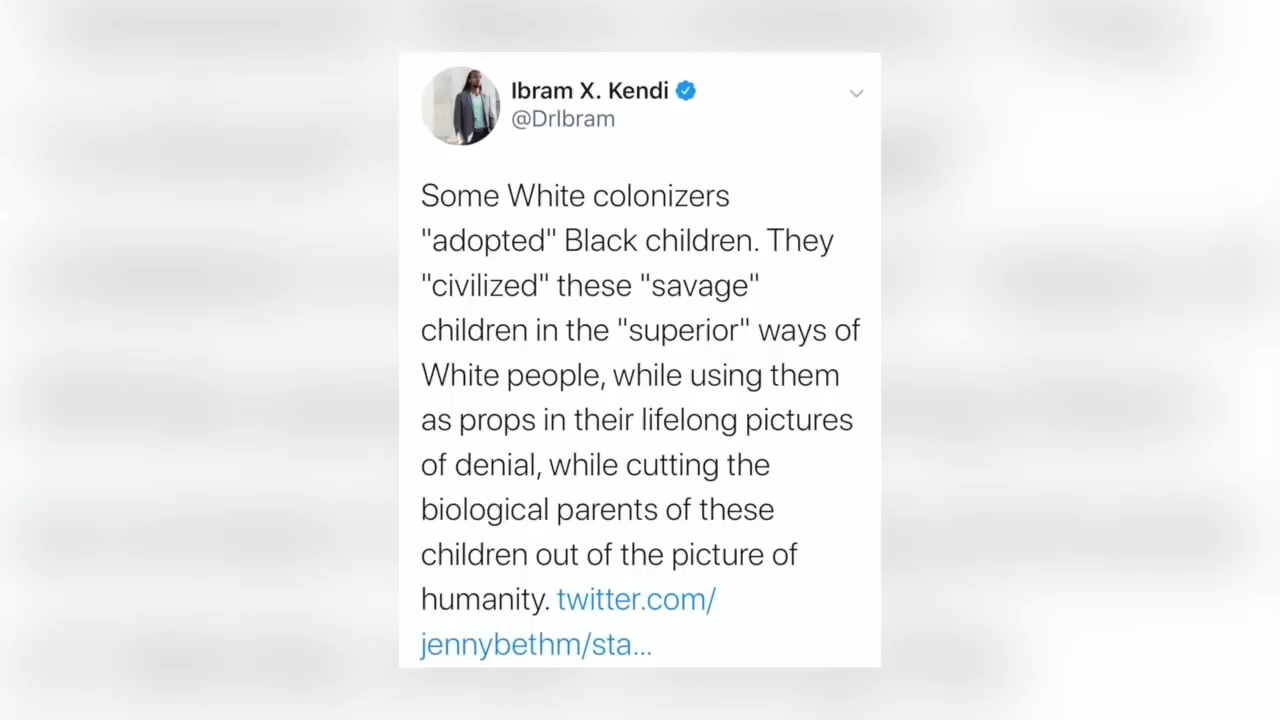 Ibram X. Kendi
@DrIbram
Some White colonizers
"adopted" Black children. They
"civilized" these "savage"
children in the "superior" ways of
White people, while using them
as props in their lifelong pictures
of denial, while cutting the
biological parents of these
children out of the picture of
humanity. twitter.com/
jennybethm/sta...